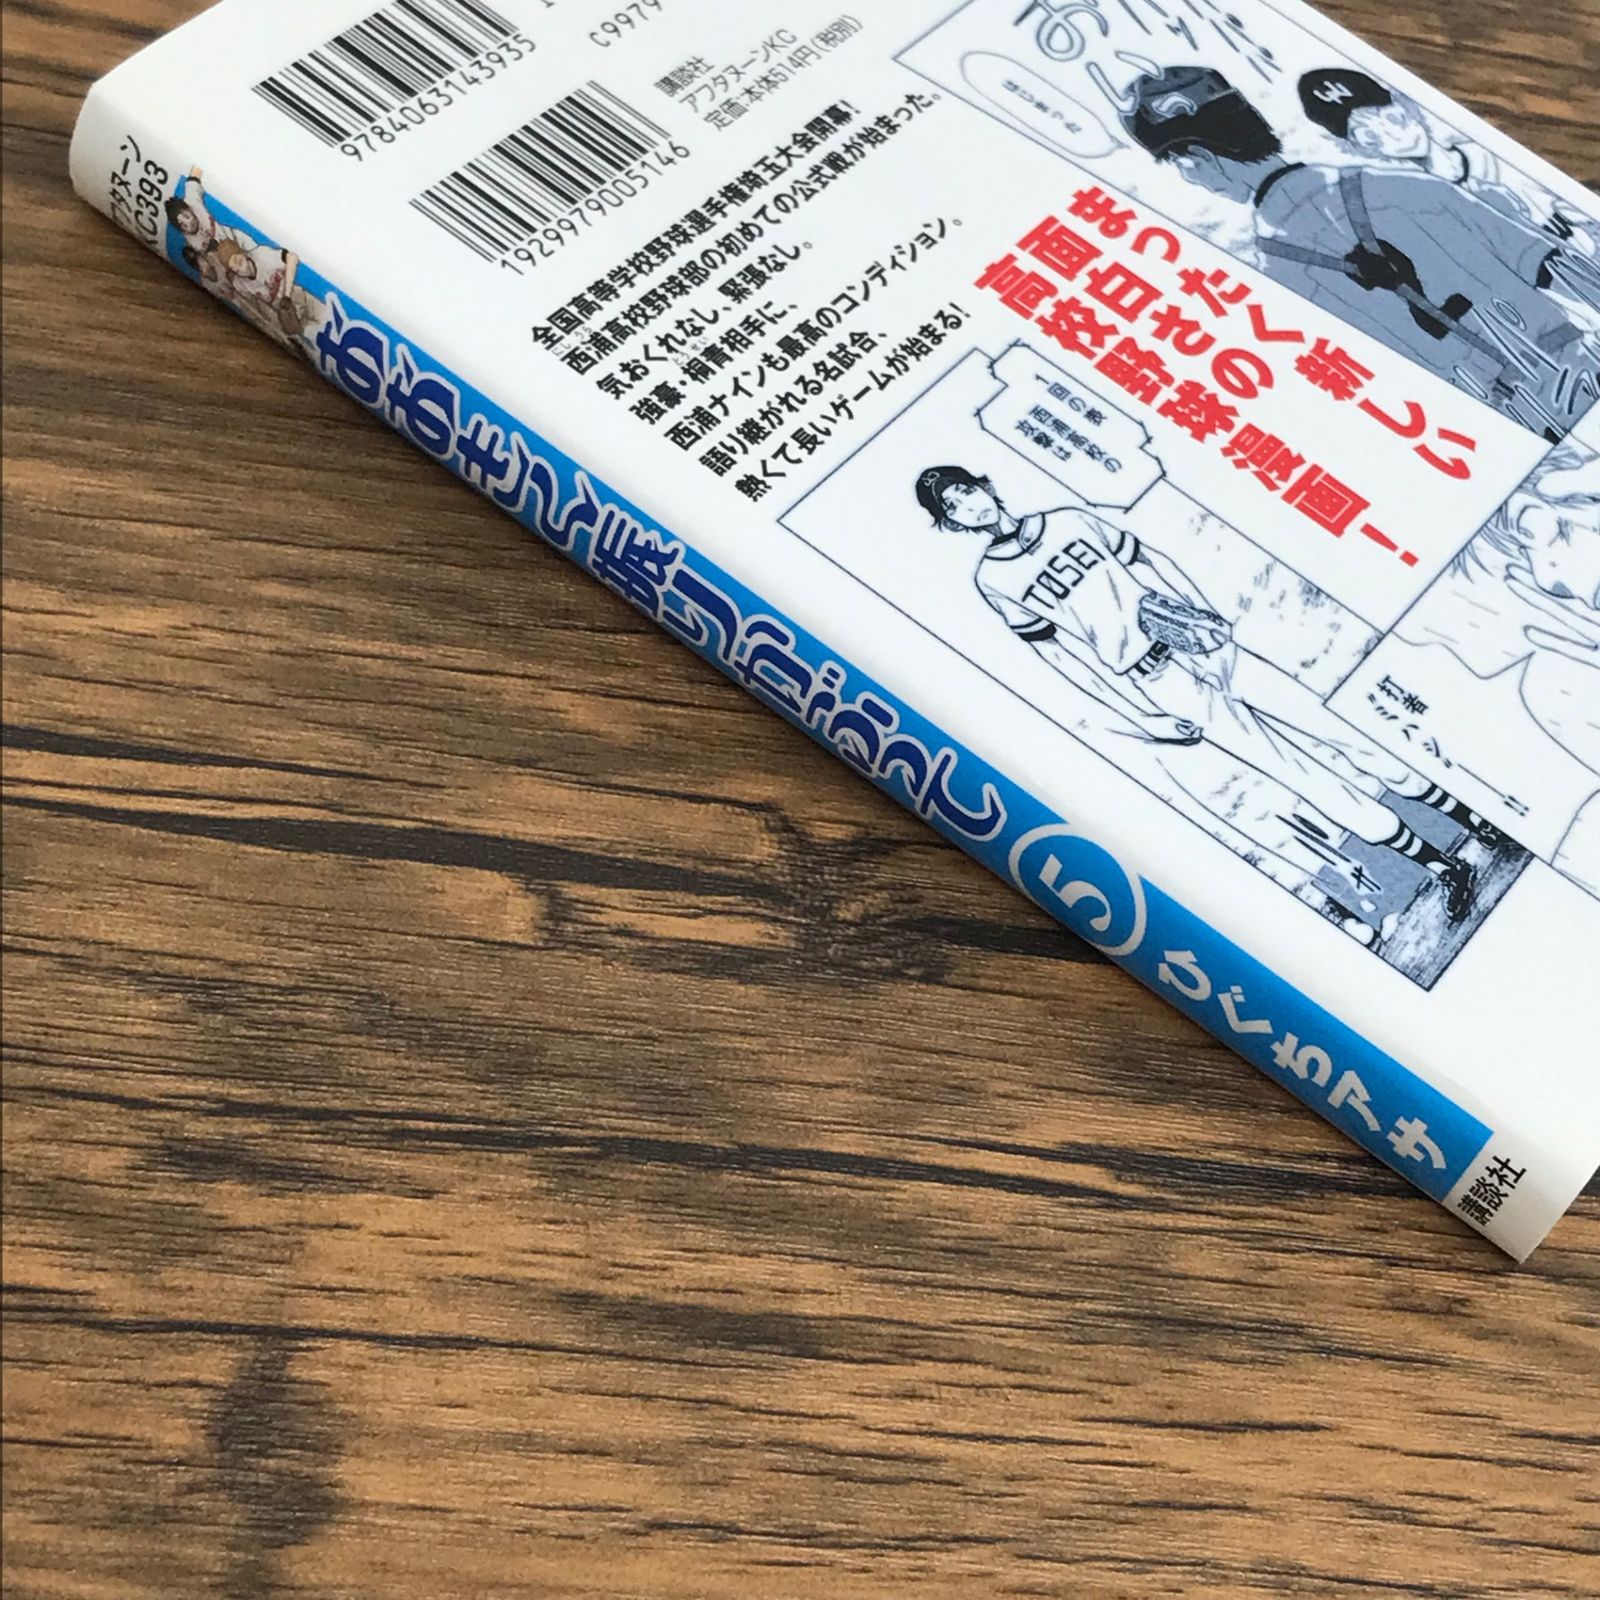 9784063143935
C9979
1929979005146
講談社
アフタヌーンKC
定価:本体514円(税別)
全国高等学校野球選手権埼玉大会開幕!
西浦高校野球部の初めての公式戦が始まった。
気おくれなし、緊張なし。
強豪・桐青相手に、
西浦ナインも最高のコンディション。
語り継がれる名試合、
熱くて長いゲームが始まる!
まったく新しい
面白さの
高校野球漫画!
はじまった
1回の表
西浦高校の
攻撃は
TOSEI
打者
ミハシ
アフタヌーン
KC393
おおきく振りかぶって
5
ひぐちアサ
講談社